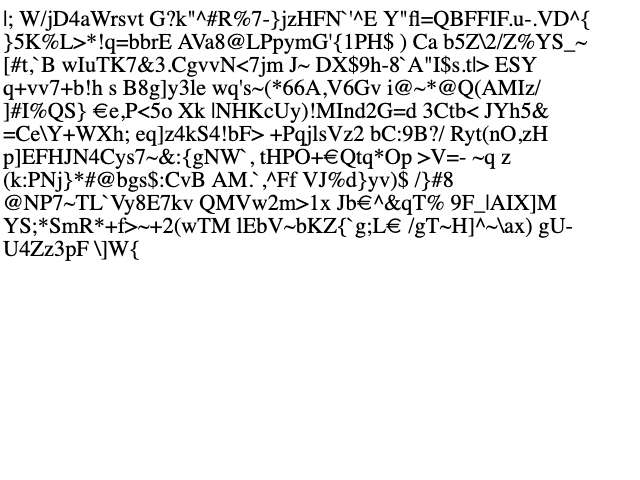 |; W/jD4aWrsvt G?k"^#R%7-}jzHFN`'^E Y"fl=QBFFIF.u-.VD^{
}5K%L>*!q=bbrE AVa8@LPpymG'{1PH$ ) Ca b5Z\2/Z%YS_~
[#t,`B wIuTK7&3.CgvvN<7jm J~ DX$9h-8`A"I$s.t|> ESY
q+vv7+b!h s B8g]y3le wq's~(*66A,V6Gv i@~*@Q(AMIz/
]#I%QS} €e,P<5o Xk |NHKcUy)!MInd2G=d 3Ctb< JYh5&
=Ce\Y+WXh; eq]z4kS4!bF> +PqjlsVz2 bC:9B?/ Ryt(nO,zH
p]EFHJN4Cys7~&:{gNW`, tHPO+€Qtq*Op >V=- ~q z
(k:PNj}*#@bgs$:CvB AM.`,^Ff VJ%d}yv)$ /}#8
@NP7~TL`Vy8E7kv QMVw2m>1x Jb€^&qT% 9F_|AIX]M
YS;*SmR*+f>~+2(wTM lEbV~bKZ{`g;L€ /gT~H]^~\ax) gU-
U4Zz3pF \]W{